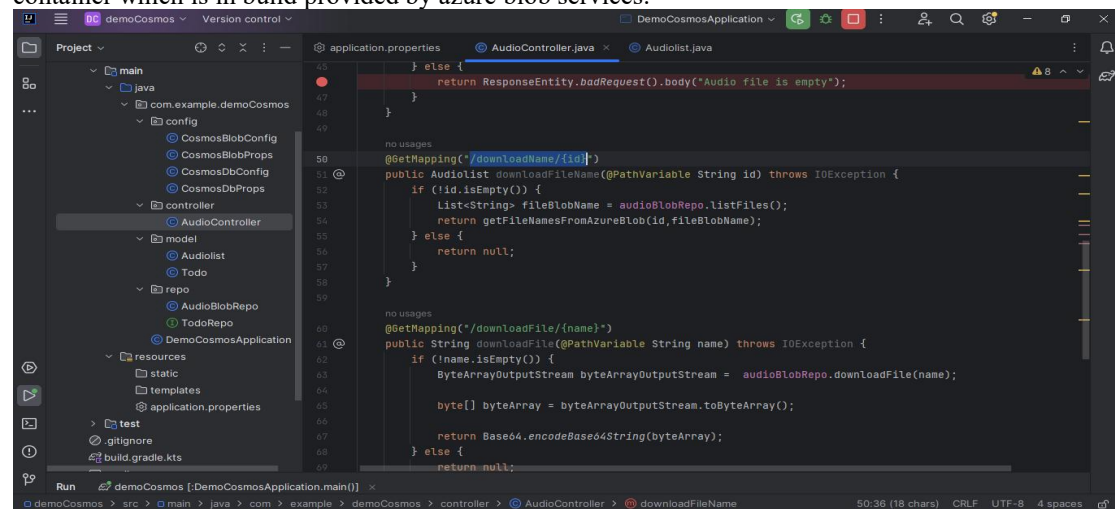 container which is in build provided by azure blob services.
DC demoCosmos Version control DemoCosmosApplication
Project
application.properties AudioController.java × Audiolist.java
main
java
com.example.demoCosmos
config
CosmosBlobConfig
CosmosBlobProps
CosmosDbConfig
CosmosDbProps
controller
AudioController
model
Audiolist
Todo
repo
AudioBlobRepo
TodoRepo
DemoCosmosApplication
resources
static
templates
application.properties
test
.gitignore
build.gradle.kts
45 } else {
return ResponseEntity.badRequest().body("Audio file is empty");
47 }
48 }
49
no usages
50 @GetMapping("/downloadName/{id}")
51 public Audiolist downloadFileName(@PathVariable String id) throws IOException {
52 if (!id.isEmpty()) {
53 List<String> fileBlobName = audioBlobRepo.listFiles();
54 return getFileNamesFromAzureBlob(id,fileBlobName);
55 } else {
56 return null;
57 }
58 }
59
no usages
60 @GetMapping("/downloadFile/{name}")
61 public String downloadFile(@PathVariable String name) throws IOException {
62 if (!name.isEmpty()) {
63 ByteArrayOutputStream byteArrayOutputStream = audioBlobRepo.downloadFile(name);
64
65 byte[] byteArray = byteArrayOutputStream.toByteArray();
66
67 return Base64.encodeBase64String(byteArray);
68 } else {
69 return null;
8
Run demoCosmos [:DemoCosmosApplication.main()] ×
demoCosmos > src > main > java > com > example > demoCosmos > controller > AudioController > downloadFileName 50:36 (18 chars) CRLF UTF-8 4 spaces